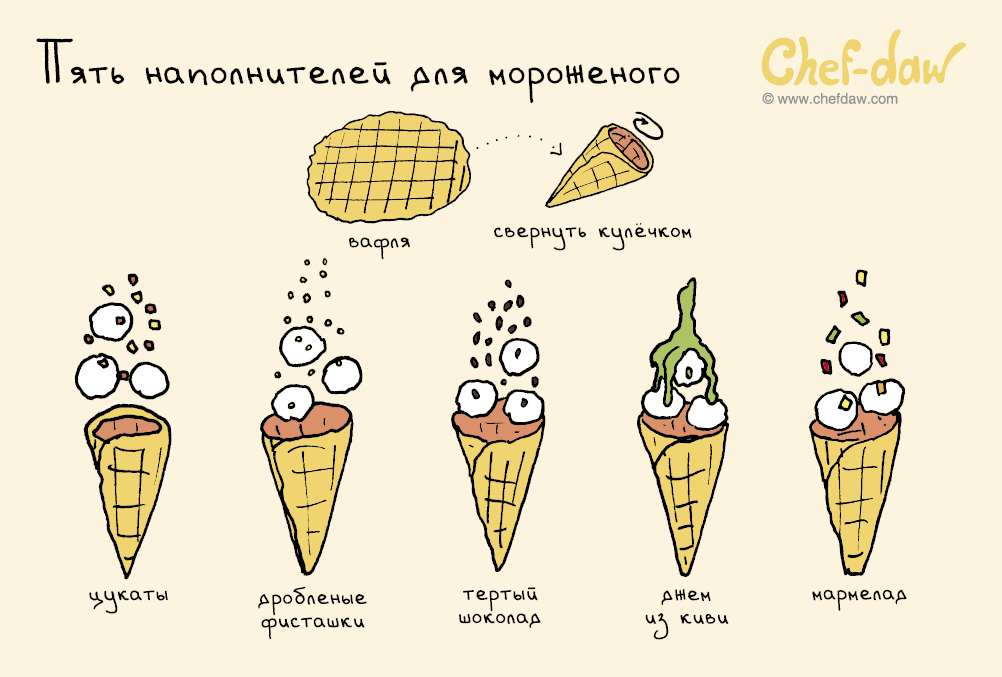 Пять наполнителей для мороженого
Chef-daw
© www.chefdaw.com
вафля
свернуть кулёчком
цукаты
дробленые
фисташки
тертый
шоколад
джем
из киви
мармелад